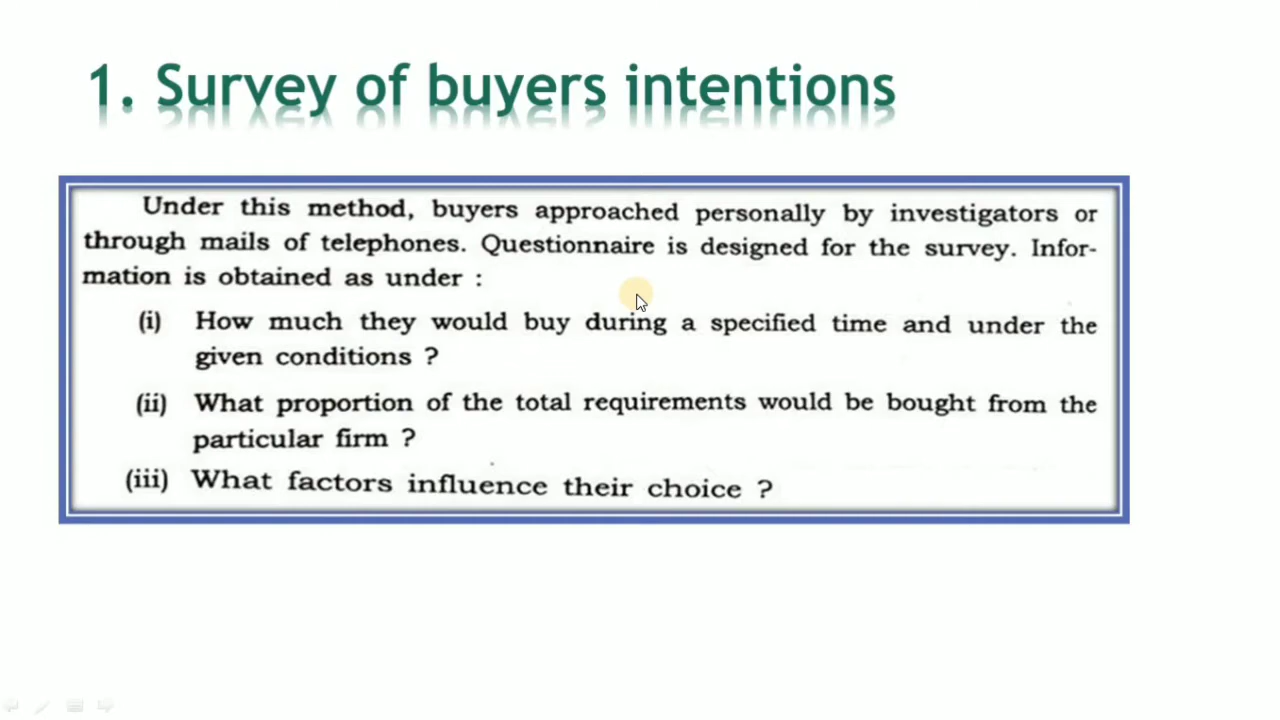 1. Survey of buyers intentions
Under this method, buyers approached personally by investigators or
through mails of telephones. Questionnaire is designed for the survey. Infor-
mation is obtained as under :
(i) How much they would buy during a specified time and under the
given conditions ?
(ii) What proportion of the total requirements would be bought from the
particular firm ?
(iii) What factors influence their choice ?